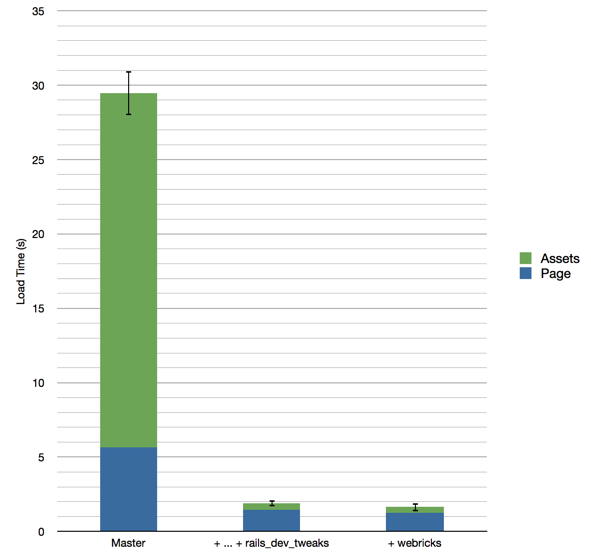 35
30
25
20
15
10
5
0
Load Time (s)
Master
+ ... + rails_dev_tweaks
+ webricks
Assets
Page